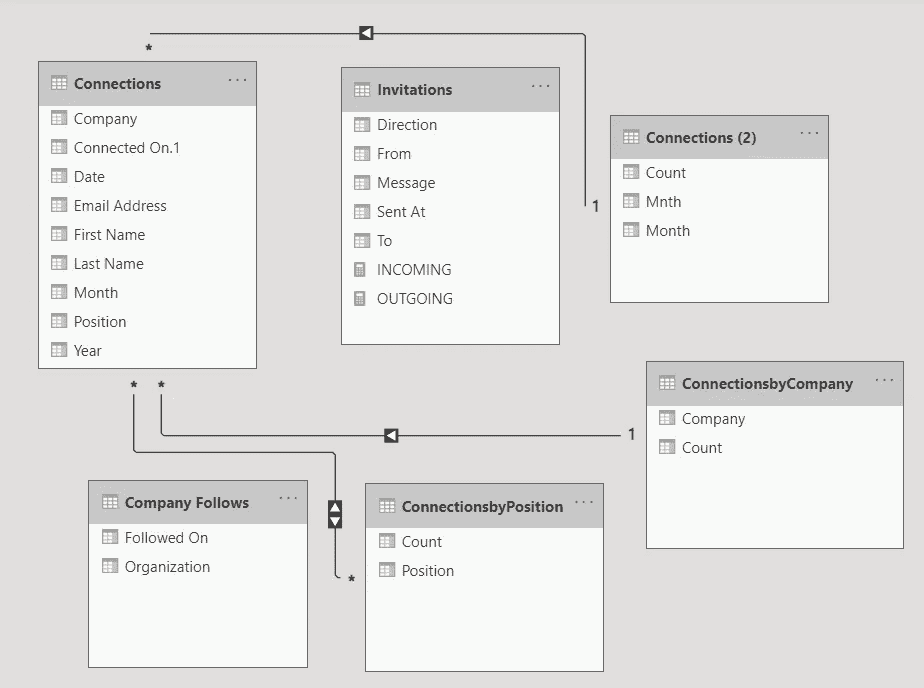 *
Connections ...
Company
Connected On.1
Date
Email Address
First Name
Last Name
Month
Position
Year
Invitations ...
Direction
From
Message
Sent At
To
INCOMING
OUTGOING
1
Connections (2) ...
Count
Mnth
Month
* *
1
ConnectionsbyCompany ...
Company
Count
Company Follows ...
Followed On
Organization
*
ConnectionsbyPosition ...
Count
Position